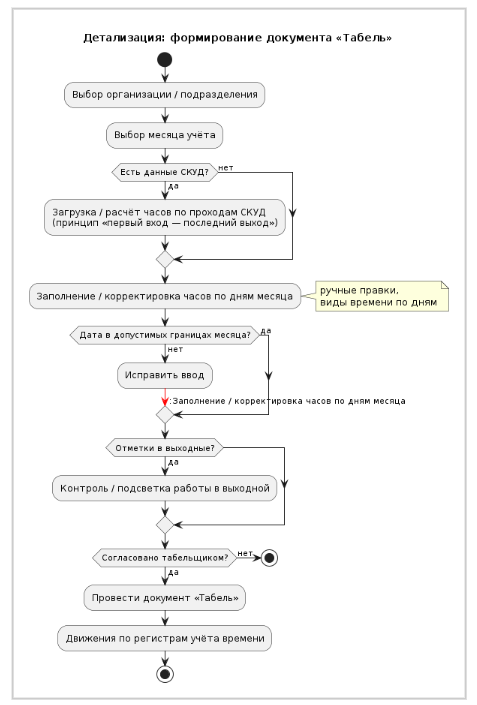 Детализация: формирование документа «Табель»
Выбор организации / подразделения
Выбор месяца учёта
Есть данные СКУД?
нет
да
Загрузка / расчёт часов по проходам СКУД
(принцип «первый вход — последний выход»)
Заполнение / корректировка часов по дням месяца
ручные правки,
виды времени по дням
Дата в допустимых границах месяца?
да
нет
Исправить ввод
:Заполнение / корректировка часов по дням месяца
Отметки в выходные?
да
Контроль / подсветка работы в выходной
Согласовано табельщиком?
нет
да
Провести документ «Табель»
Движения по регистрам учёта времени